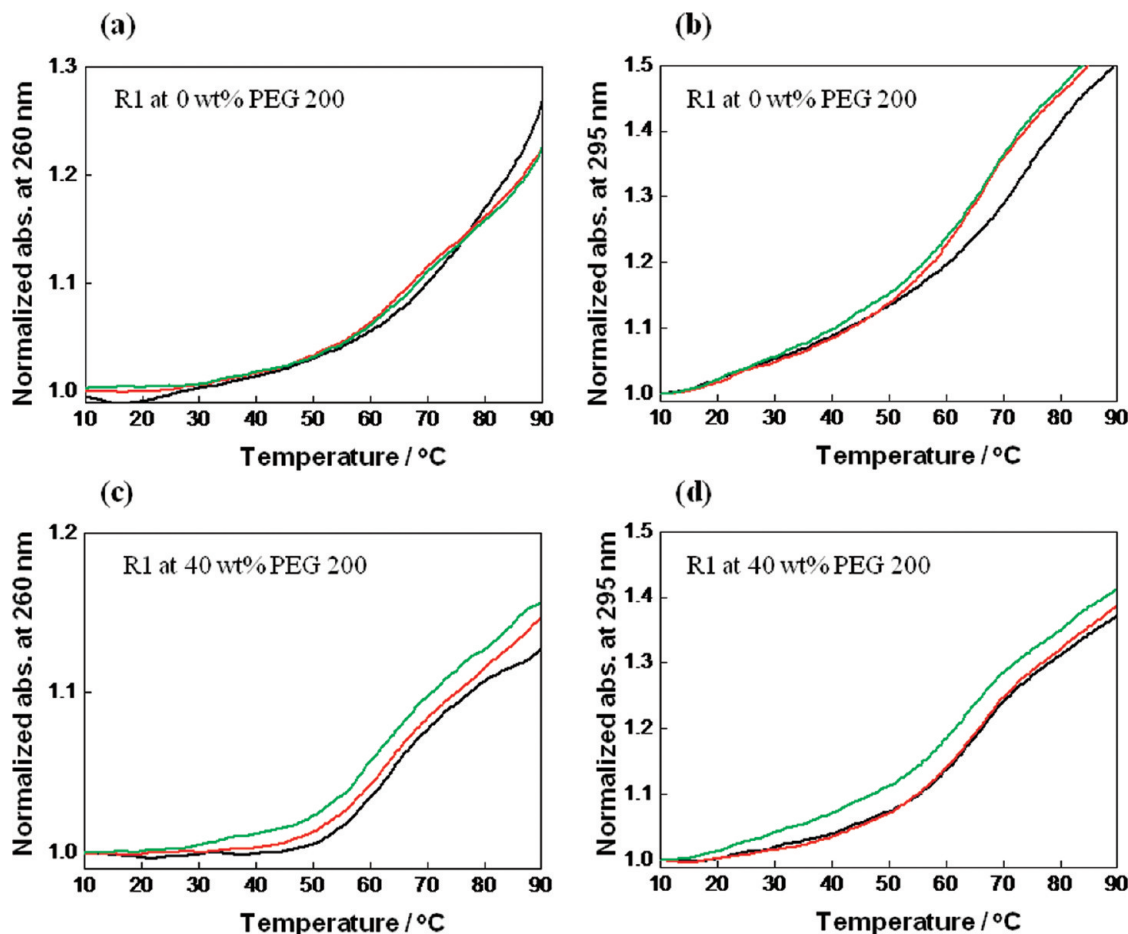 (a)
Normalized abs. at 260 nm
1.3
1.2
1.1
1.0
R1 at 0 wt% PEG 200
10 20 30 40 50 60 70 80 90
Temperature / °C
(b)
Normalized abs. at 295 nm
1.5
1.4
1.3
1.2
1.1
1.0
R1 at 0 wt% PEG 200
10 20 30 40 50 60 70 80 90
Temperature / °C
(c)
Normalized abs. at 260 nm
1.2
1.1
1.0
R1 at 40 wt% PEG 200
10 20 30 40 50 60 70 80 90
Temperature / °C
(d)
Normalized abs. at 295 nm
1.5
1.4
1.3
1.2
1.1
1.0
R1 at 40 wt% PEG 200
10 20 30 40 50 60 70 80 90
Temperature / °C